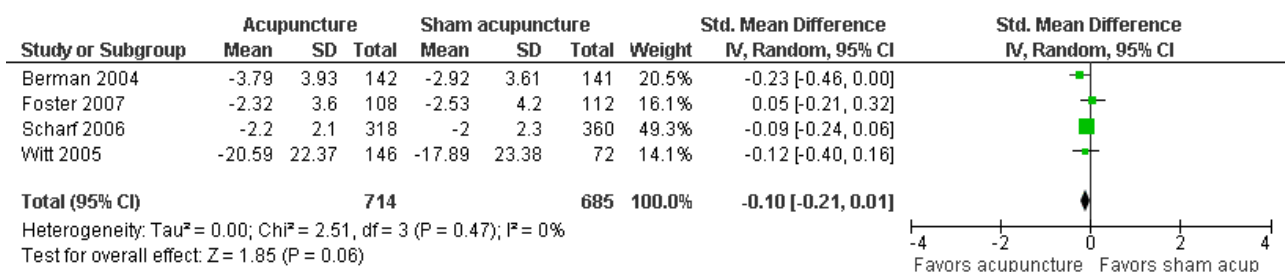 Acupuncture Sham acupuncture Std. Mean Difference Std. Mean Difference
Study or Subgroup Mean SD Total Mean SD Total Weight IV, Random, 95% CI IV, Random, 95% CI
Berman 2004 -3.79 3.93 142 -2.92 3.61 141 20.5% -0.23 [-0.46, 0.00]
Foster 2007 -2.32 3.6 108 -2.53 4.2 112 16.1% 0.05 [-0.21, 0.32]
Scharf 2006 -2.2 2.1 318 -2 2.3 360 49.3% -0.09 [-0.24, 0.06]
Witt 2005 -20.59 22.37 146 -17.89 23.38 72 14.1% -0.12 [-0.40, 0.16]
Total (95% CI) 714 685 100.0% -0.10 [-0.21, 0.01]
Heterogeneity: Tau² = 0.00; Chi² = 2.51, df = 3 (P = 0.47); I² = 0%
Test for overall effect: Z = 1.85 (P = 0.06)
-4 -2 0 2 4
Favors acupuncture Favors sham acup